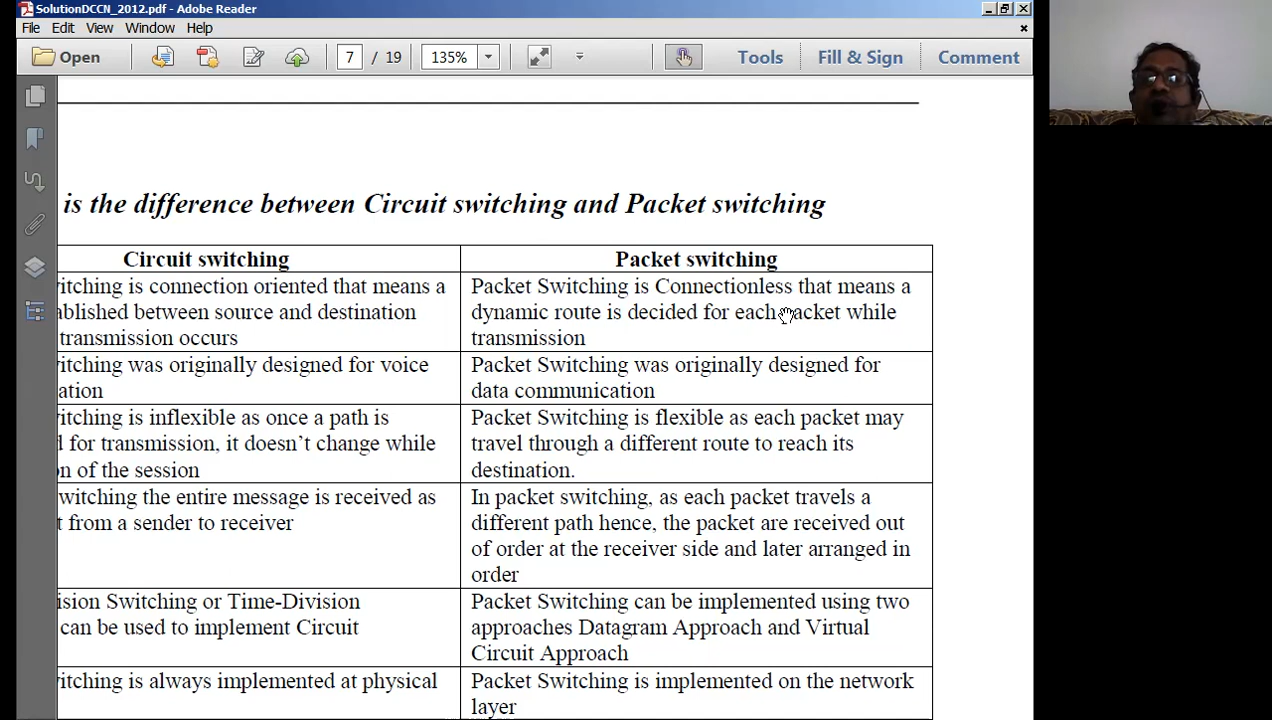 SolutionDCCN_2012.pdf - Adobe Reader
File Edit View Window Help
Open 7 / 19 135% Tools Fill & Sign Comment
is the difference between Circuit switching and Packet switching
Circuit switching Packet switching
itching is connection oriented that means a
ablished between source and destination
transmission occurs
Packet Switching is Connectionless that means a
dynamic route is decided for each packet while
transmission
itching was originally designed for voice
ation
Packet Switching was originally designed for
data communication
itching is inflexible as once a path is
d for transmission, it doesn't change while
n of the session
Packet Switching is flexible as each packet may
travel through a different route to reach its
destination.
witching the entire message is received as
t from a sender to receiver
In packet switching, as each packet travels a
different path hence, the packet are received out
of order at the receiver side and later arranged in
order
ision Switching or Time-Division
can be used to implement Circuit
Packet Switching can be implemented using two
approaches Datagram Approach and Virtual
Circuit Approach
itching is always implemented at physical
Packet Switching is implemented on the network
layer